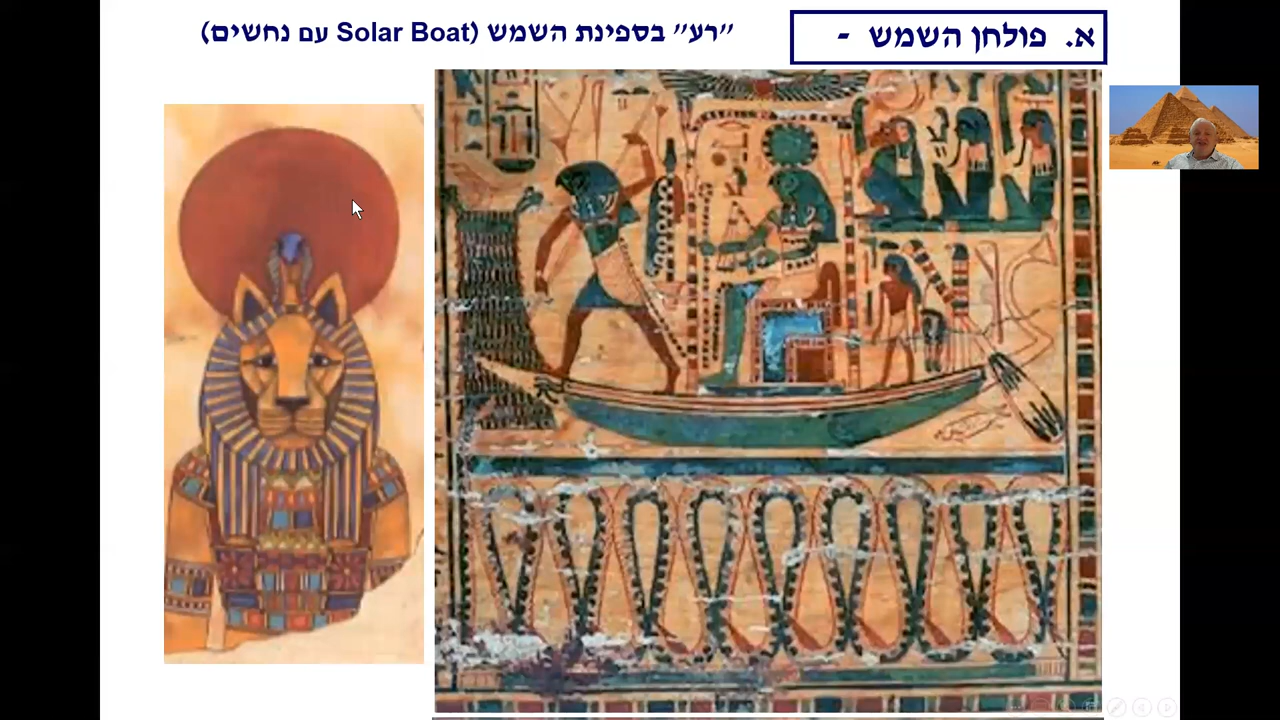 א. פולחן השמש -
״רע״ בספינת השמש (Solar Boat עם נחשים)